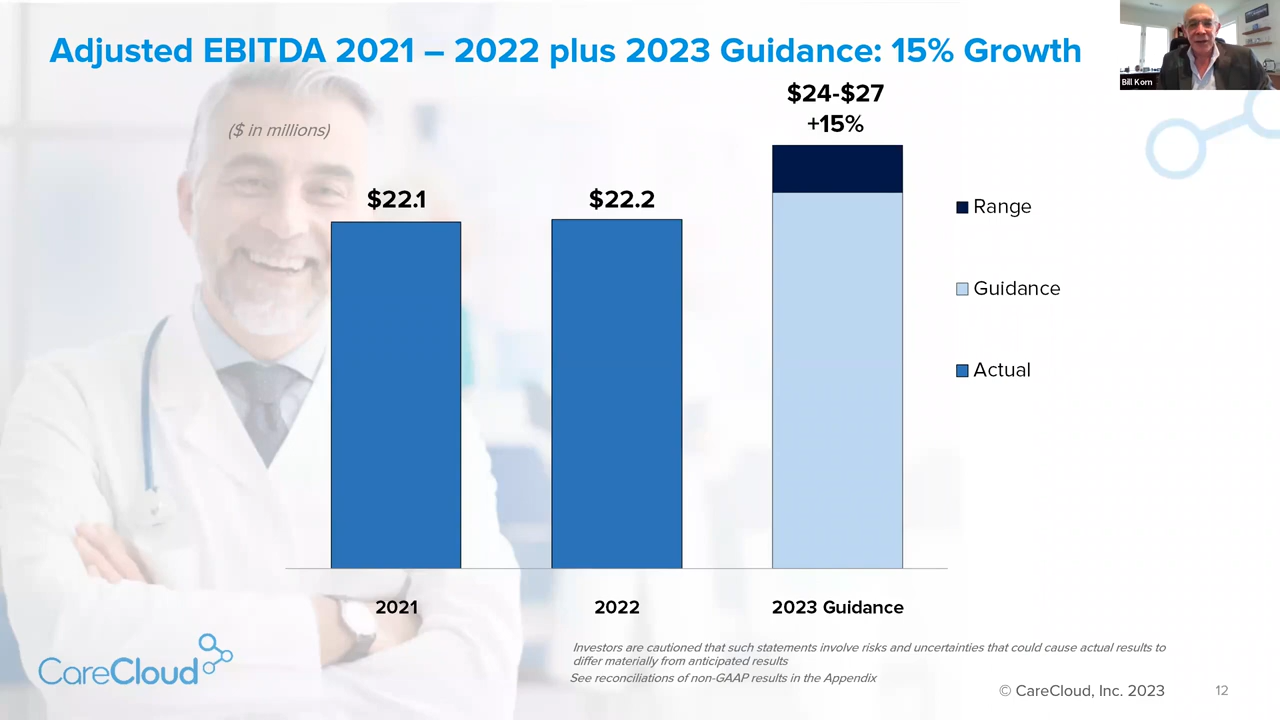 Adjusted EBITDA 2021 – 2022 plus 2023 Guidance: 15% Growth
Bill Korn
($ in millions)
$24-$27
+15%
$22.1
$22.2
Range
Guidance
Actual
2021
2022
2023 Guidance
Investors are cautioned that such statements involve risks and uncertainties that could cause actual results to
differ materially from anticipated results
See reconciliations of non-GAAP results in the Appendix
CareCloud
© CareCloud, Inc. 2023
12